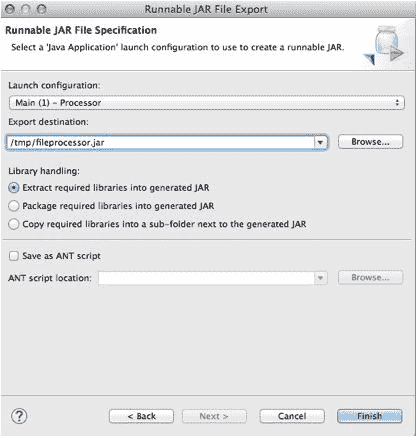 Runnable JAR File Export
Runnable JAR File Specification
Select a 'Java Application' launch configuration to use to create a runnable JAR.
Launch configuration:
Main (1) – Processor
Export destination:
/tmp/fileprocessor.jar
Browse...
Library handling:
Extract required libraries into generated JAR
Package required libraries into generated JAR
Copy required libraries into a sub-folder next to the generated JAR
Save as ANT script
ANT script location:
Browse...
?
< Back
Next >
Cancel
Finish